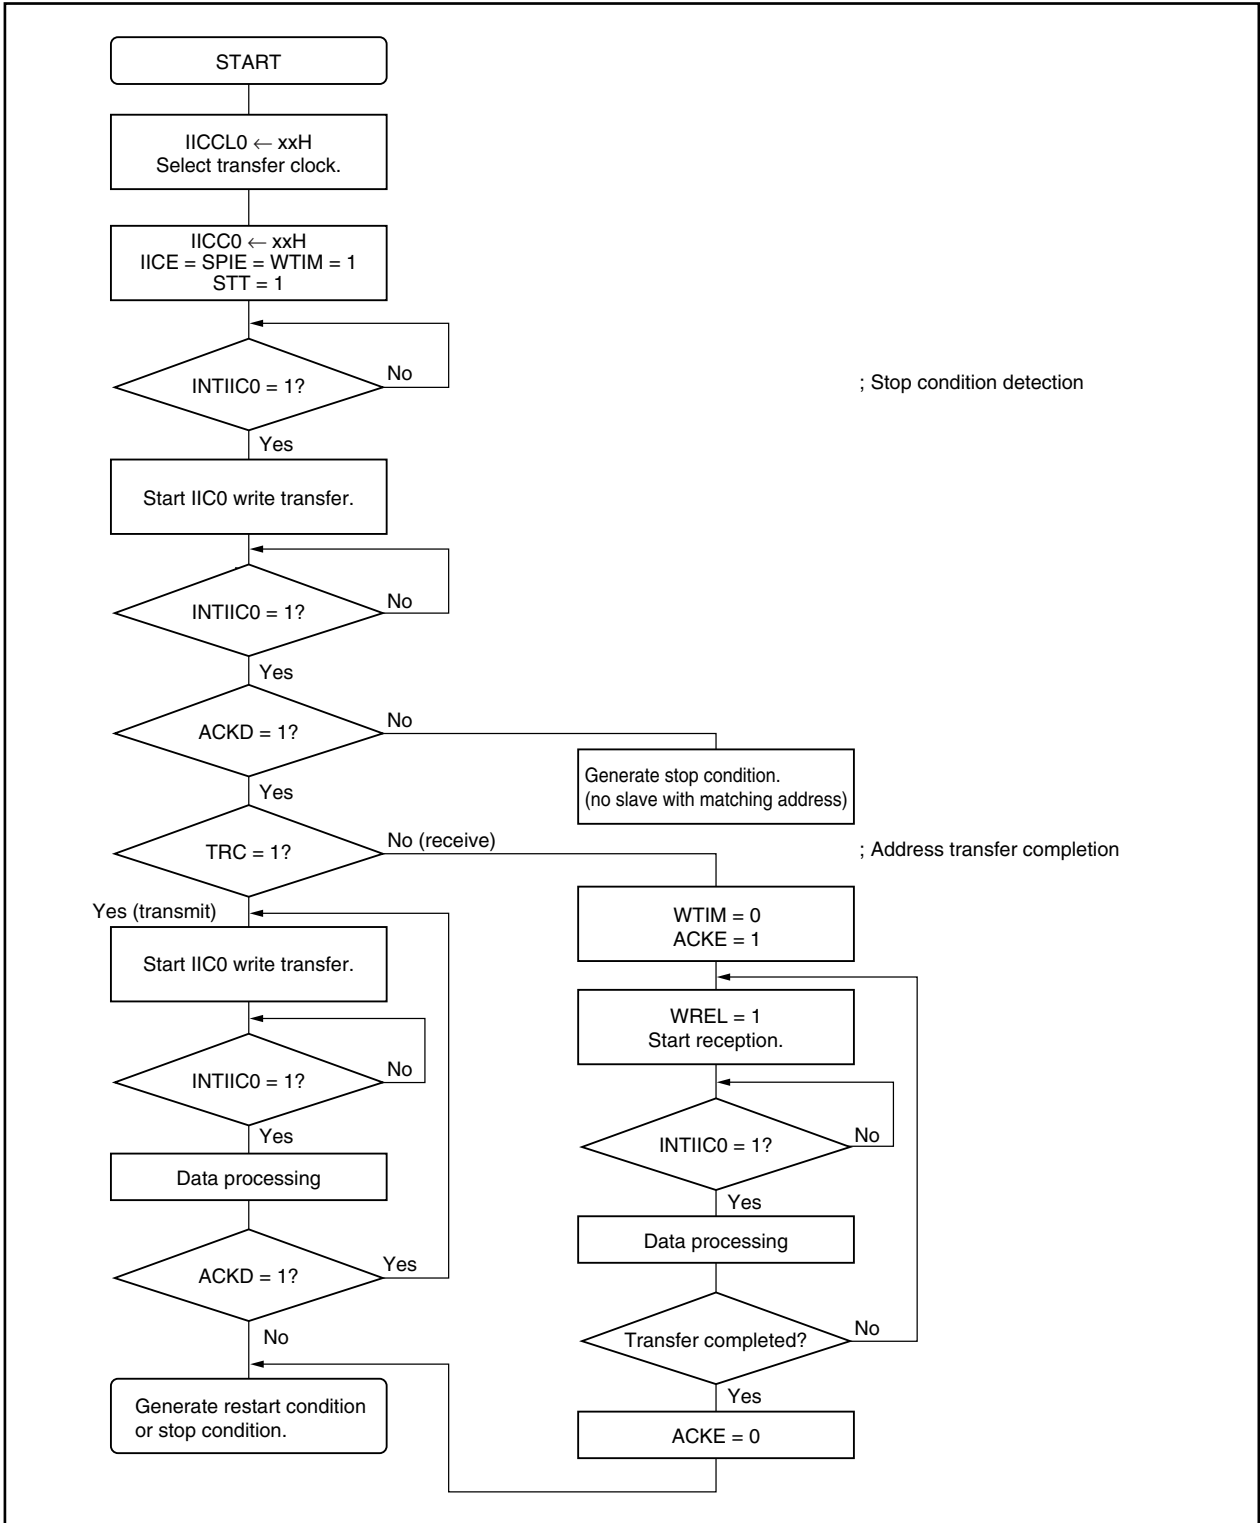 START
IICCL0 ← xxH
Select transfer clock.
IICC0 ← xxH
IICE = SPIE = WTIM = 1
STT = 1
INTIIC0 = 1?
No
; Stop condition detection
Yes
Start IIC0 write transfer.
INTIIC0 = 1?
No
Yes
ACKD = 1?
No
Generate stop condition.
(no slave with matching address)
Yes
TRC = 1?
No (receive)
; Address transfer completion
Yes (transmit)
Start IIC0 write transfer.
INTIIC0 = 1?
No
Yes
Data processing
ACKD = 1?
Yes
No
Generate restart condition
or stop condition.
WTIM = 0
ACKE = 1
WREL = 1
Start reception.
INTIIC0 = 1?
No
Yes
Data processing
Transfer completed?
No
Yes
ACKE = 0